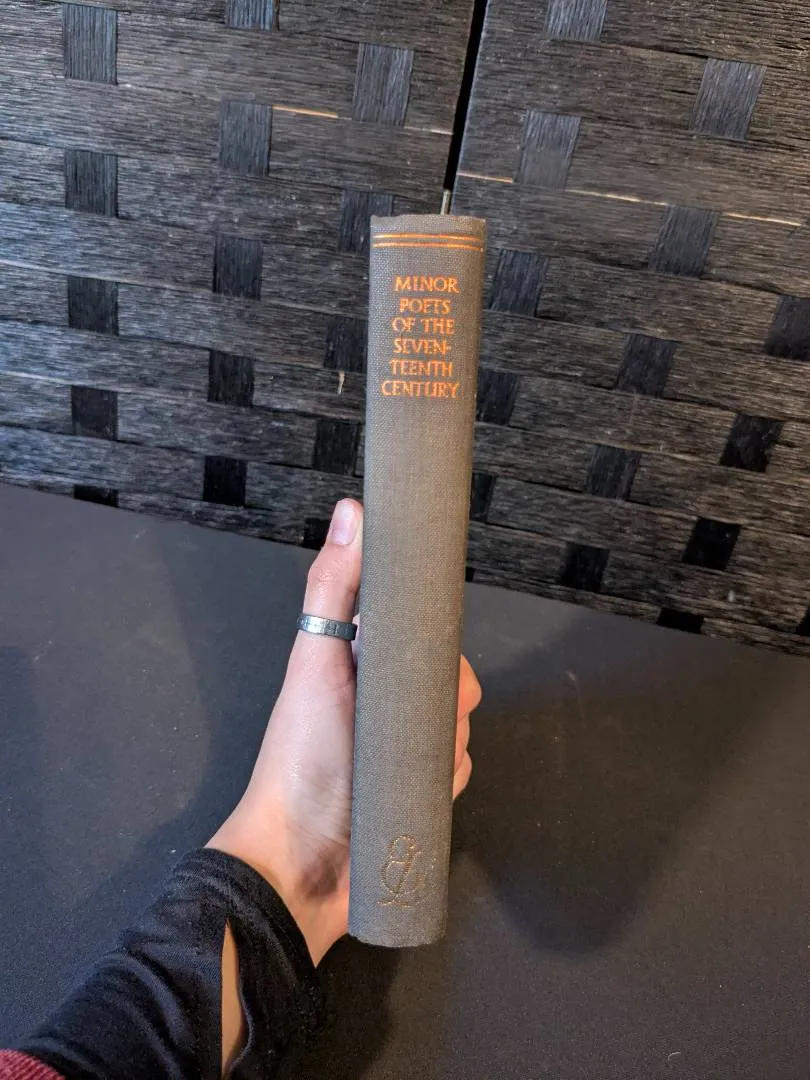 MINOR
POETS
OF THE
SEVEN-
TEENTH
CENTURY